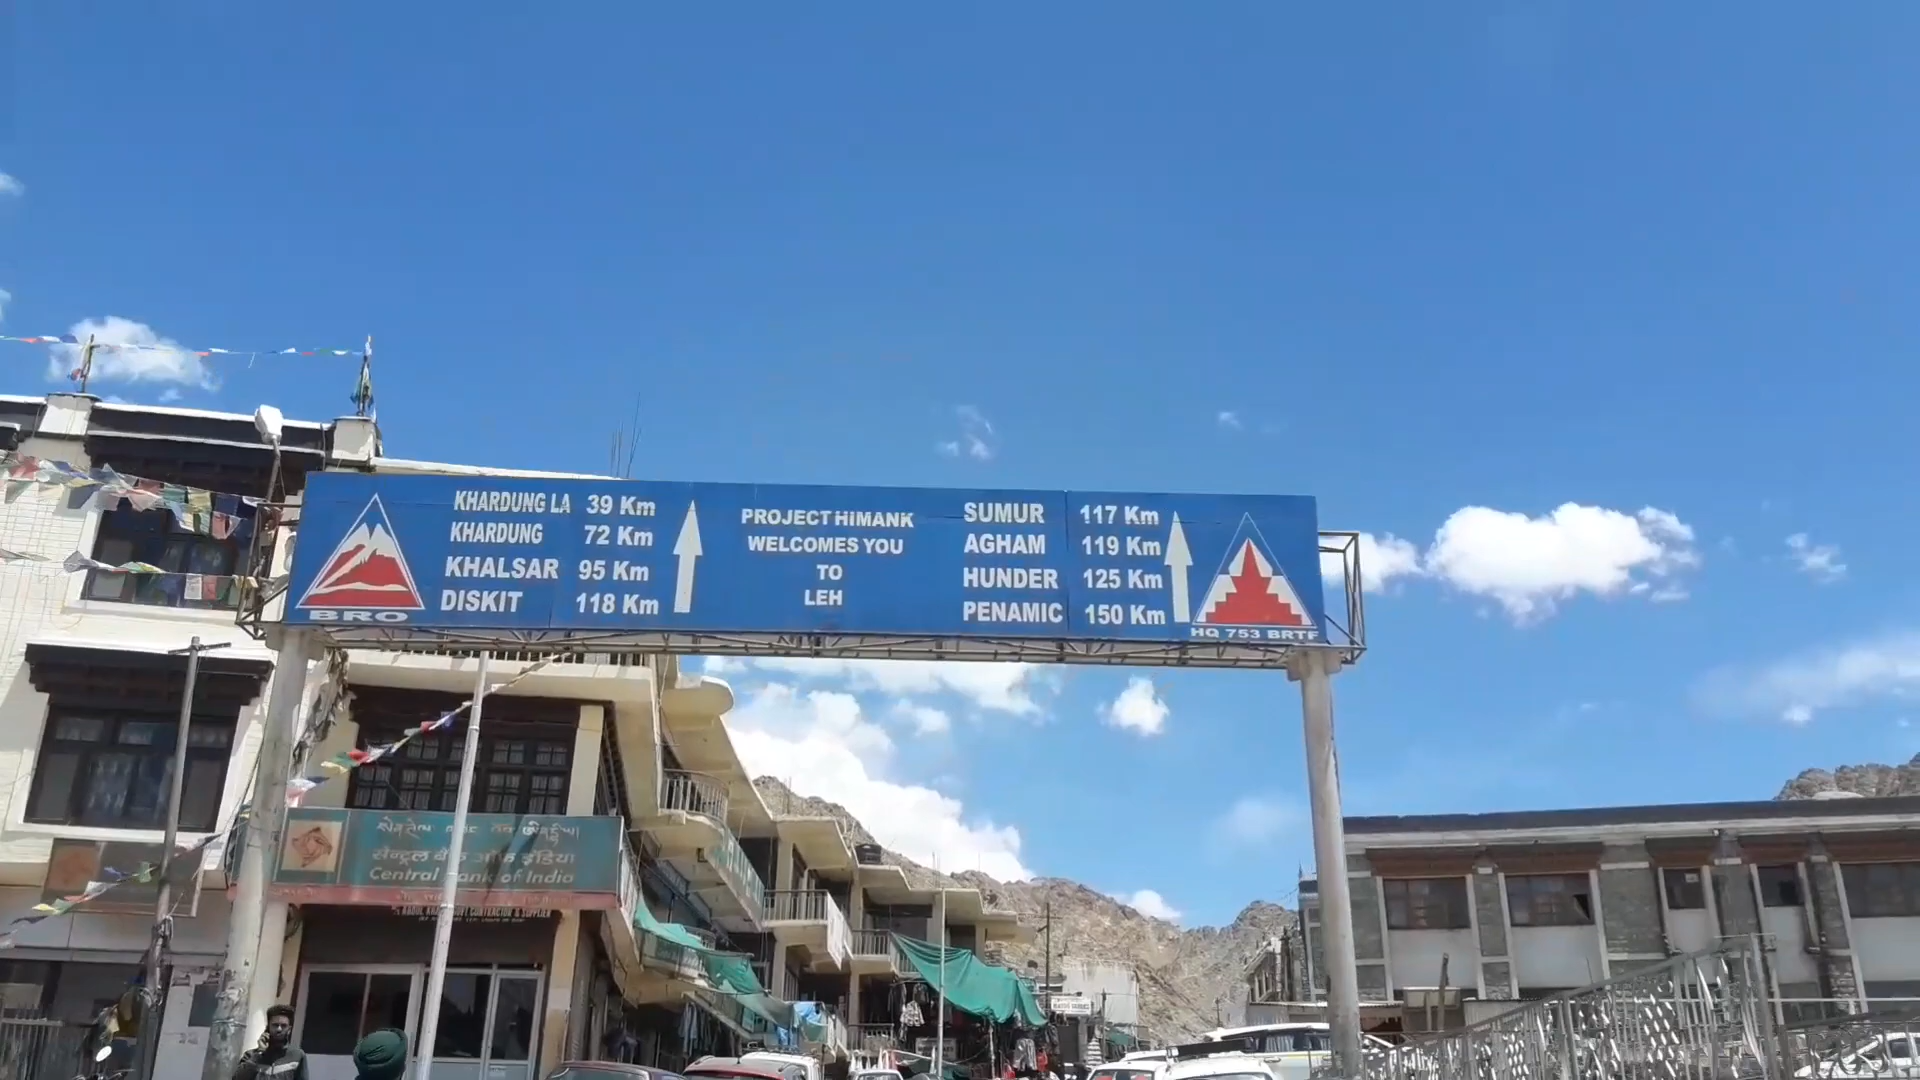 KHARDUNG LA 39 Km
KHARDUNG 72 Km
KHALSAR 95 Km
DISKIT 118 Km
BRO
PROJECT HIMANK
WELCOMES YOU
TO
LEH
SUMUR 117 Km
AGHAM 119 Km
HUNDER 125 Km
PENAMIC 150 Km
HQ 753 BRTF
सेन्ट्रल बैंक ऑफ इंडिया
Central of India
CONTRACTOR & SUPPLIER